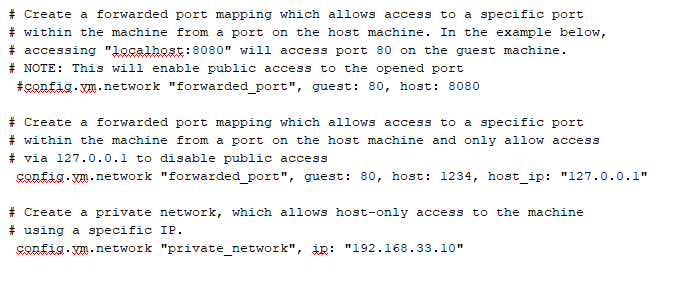 # Create a forwarded port mapping which allows access to a specific port
# within the machine from a port on the host machine. In the example below,
# accessing "localhost:8080" will access port 80 on the guest machine.
# NOTE: This will enable public access to the opened port
#config.vm.network "forwarded_port", guest: 80, host: 8080
# Create a forwarded port mapping which allows access to a specific port
# within the machine from a port on the host machine and only allow access
# via 127.0.0.1 to disable public access
config.vm.network "forwarded_port", guest: 80, host: 1234, host_ip: "127.0.0.1"
# Create a private network, which allows host-only access to the machine
# using a specific IP.
config.vm.network "private_network", ip: "192.168.33.10"